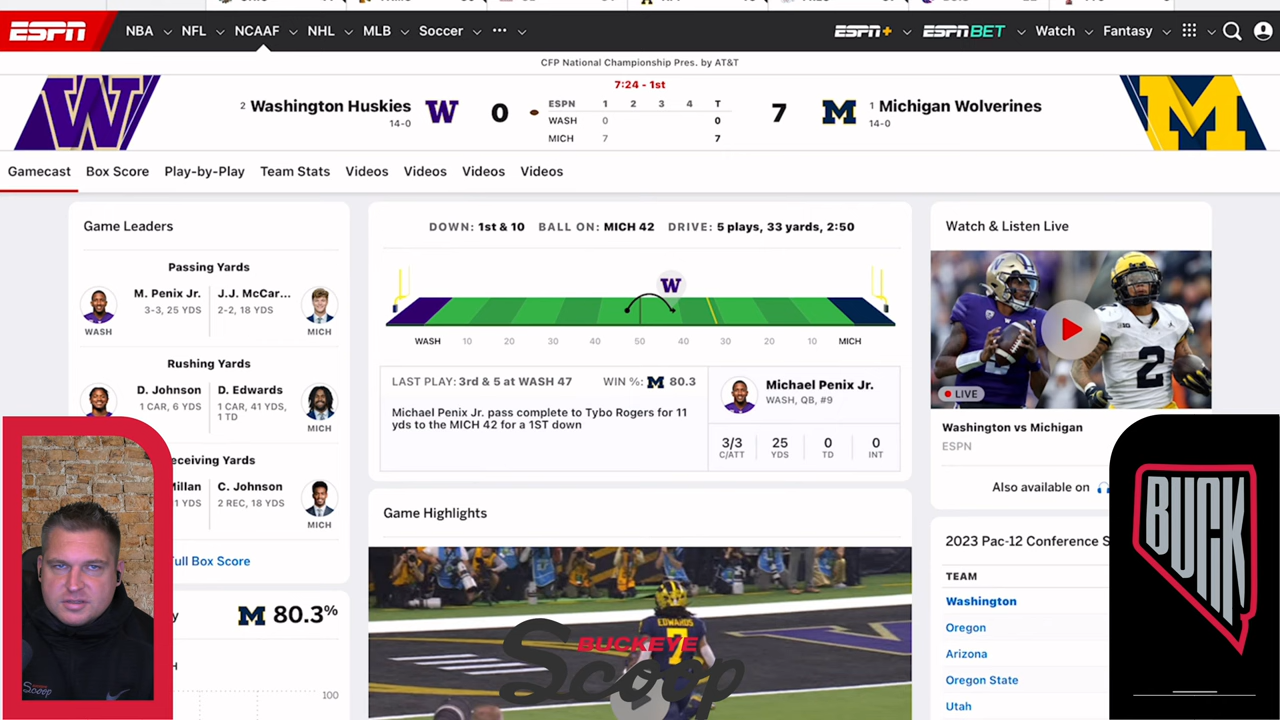 ESPN NBA NFL NCAAF NHL MLB Soccer ••• ESPN+ ESPN BET Watch Fantasy
CFP National Championship Pres. by AT&T
7:24 - 1st
2 Washington Huskies
14-0
W
0
ESPN 1 2 3 4 T
WASH 0 0
MICH 7 7
7
M
1 Michigan Wolverines
14-0
Gamecast Box Score Play-by-Play Team Stats Videos Videos Videos Videos
Game Leaders
Passing Yards
M. Penix Jr. J.J. McCar...
3-3, 25 YDS 2-2, 18 YDS
WASH MICH
Rushing Yards
D. Johnson D. Edwards
1 CAR, 6 YDS 1 CAR, 41 YDS,
1 TD
MICH
eceiving Yards
Millan C. Johnson
1 YDS 2 REC, 18 YDS
MICH
ull Box Score
M 80.3%
100
DOWN: 1st & 10 BALL ON: MICH 42 DRIVE: 5 plays, 33 yards, 2:50
W
WASH 10 20 30 40 50 40 30 20 10 MICH
LAST PLAY: 3rd & 5 at WASH 47 WIN %: M 80.3
Michael Penix Jr. pass complete to Tybo Rogers for 11
yds to the MICH 42 for a 1ST down
Michael Penix Jr.
WASH, QB, #9
3/3 25 0 0
C/ATT YDS TD INT
Game Highlights
EDWARDS
7
BUCKEYE
Scoop
Watch & Listen Live
2
LIVE
Washington vs Michigan
ESPN
Also available on
2023 Pac-12 Conference S
TEAM
Washington
Oregon
Arizona
Oregon State
Utah
BUCK
Scoop